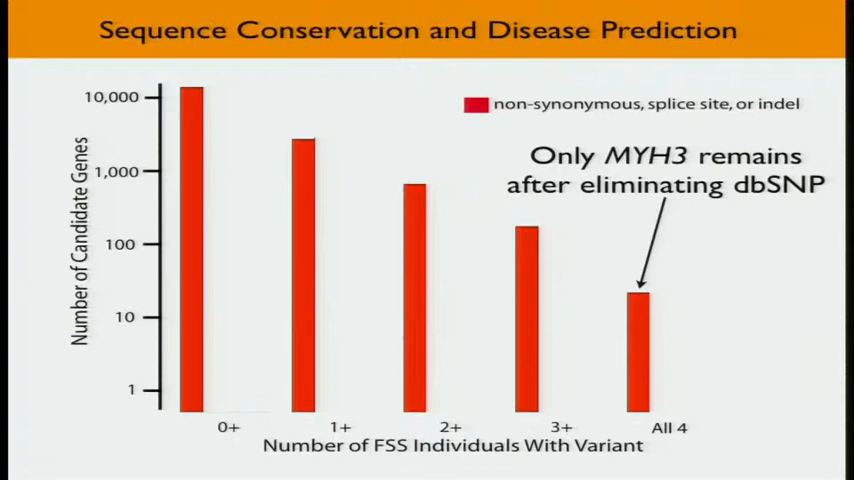 Sequence Conservation and Disease Prediction
10,000
1,000
100
10
1
Number of Candidate Genes
non-synonymous, splice site, or indel
Only MYH3 remains
after eliminating dbSNP
0+ 1+ 2+ 3+ All 4
Number of FSS Individuals With Variant